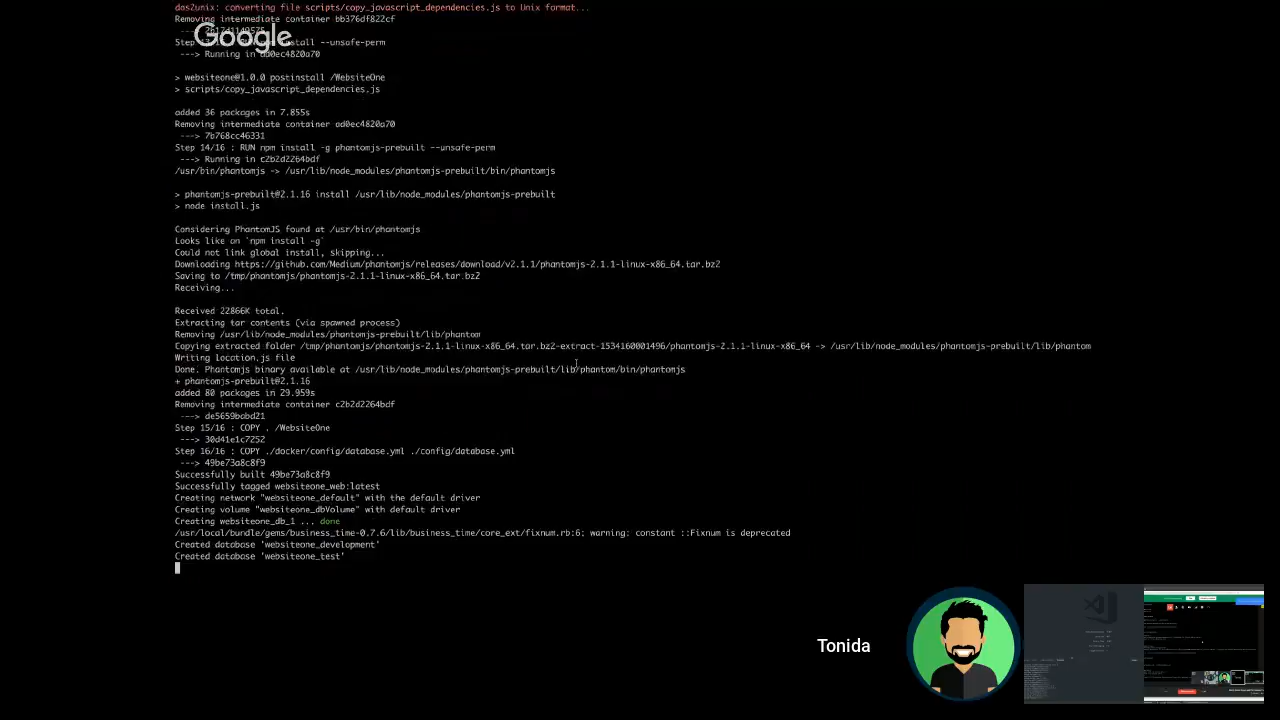 dos2unix: converting file scripts/copy_javascript_dependencies.js to Unix format...
Removing intermediate container bb376df822cf
Google
Step 13/16 : RUN npm install --unsafe-perm
---> Running in ad0ec4820a70
> websiteone@1.0.0 postinstall /WebsiteOne
> scripts/copy_javascript_dependencies.js
added 36 packages in 7.855s
Removing intermediate container ad0ec4820a70
---> 7b768cc46331
Step 14/16 : RUN npm install -g phantomjs-prebuilt --unsafe-perm
---> Running in c2b2d2264bdf
/usr/bin/phantomjs -> /usr/lib/node_modules/phantomjs-prebuilt/bin/phantomjs
> phantomjs-prebuilt@2.1.16 install /usr/lib/node_modules/phantomjs-prebuilt
> node install.js
Considering PhantomJS found at /usr/bin/phantomjs
Looks like an `npm install -g`
Could not link global install, skipping...
Downloading https://github.com/Medium/phantomjs/releases/download/v2.1.1/phantomjs-2.1.1-linux-x86_64.tar.bz2
Saving to /tmp/phantomjs/phantomjs-2.1.1-linux-x86_64.tar.bz2
Receiving...
Received 22866K total.
Extracting tar contents (via spawned process)
Removing /usr/lib/node_modules/phantomjs-prebuilt/lib/phantom
Copying extracted folder /tmp/phantomjs/phantomjs-2.1.1-linux-x86_64.tar.bz2-extract-1534160001496/phantomjs-2.1.1-linux-x86_64 -> /usr/lib/node_modules/phantomjs-prebuilt/lib/phantom
Writing location.js file
Done. Phantomjs binary available at /usr/lib/node_modules/phantomjs-prebuilt/lib/phantom/bin/phantomjs
+ phantomjs-prebuilt@2.1.16
added 80 packages in 29.959s
Removing intermediate container c2b2d2264bdf
---> de5659babd21
Step 15/16 : COPY . /WebsiteOne
---> 30d41e1c7252
Step 16/16 : COPY ./docker/config/database.yml ./config/database.yml
---> 49be73a8c8f9
Successfully built 49be73a8c8f9
Successfully tagged websiteone_web:latest
Creating network "websiteone_default" with the default driver
Creating volume "websiteone_dbVolume" with default driver
Creating websiteone_db_1 ... done
/usr/local/bundle/gems/business_time-0.7.6/lib/business_time/core_ext/fixnum.rb:6: warning: constant ::Fixnum is deprecated
Created database 'websiteone_development'
Created database 'websiteone_test'
Tonida